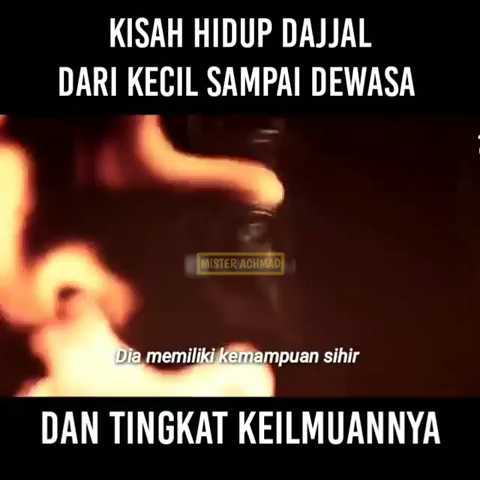 KISAH HIDUP DAJJAL
DARI KECIL SAMPAI DEWASA
MISTER ACHMAD
Dia memiliki kemampuan sihir
DAN TINGKAT KEILMUANNYA